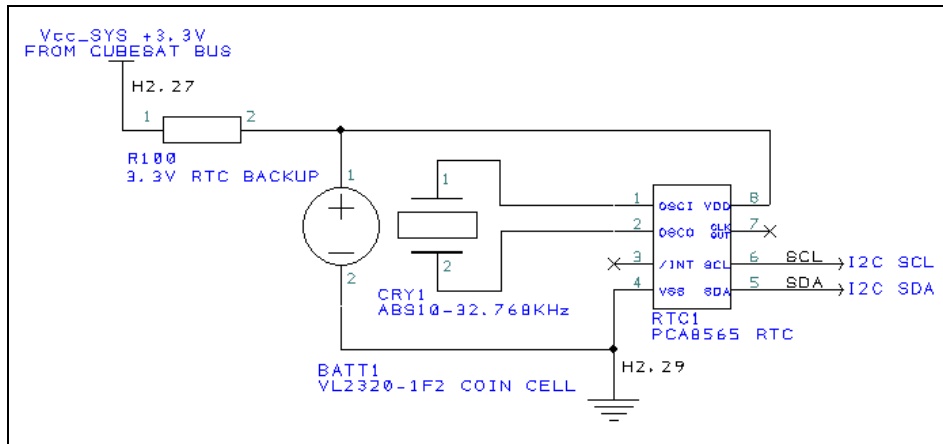 Vcc_SYS +3.3V
FROM CUBESAT BUS
H2.27
1
2
R100
3.3V RTC BACKUP
1
2
1
2
CRY1
ABS10-32.768KHz
BATT1
VL2320-1F2 COIN CELL
1 OSCI VDD 8
2 OSCO CLK OUT 7
3 /INT SCL 6 SCL I2C SCL
4 VSS SDA 5 SDA I2C SDA
RTC1
PCA8565 RTC
H2.29